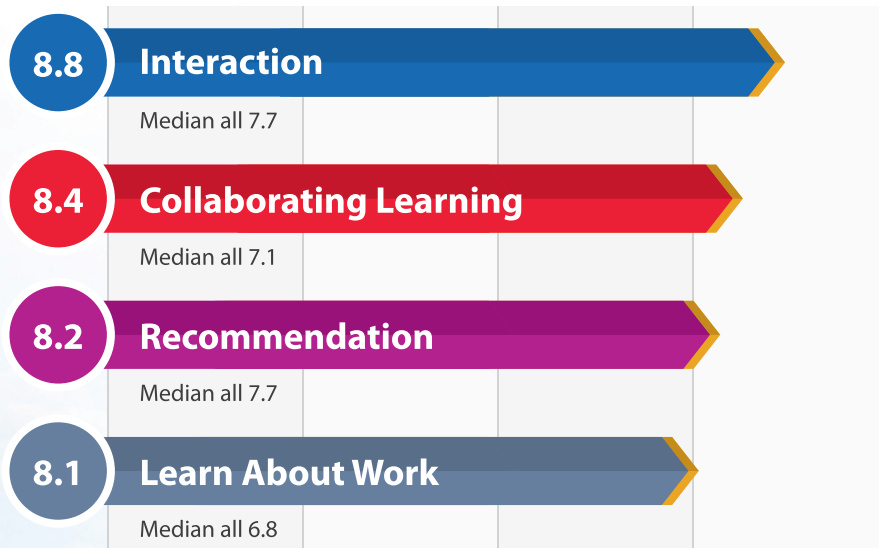 8.8
Interaction
Median all 7.7
8.4
Collaborating Learning
Median all 7.1
8.2
Recommendation
Median all 7.7
8.1
Learn About Work
Median all 6.8